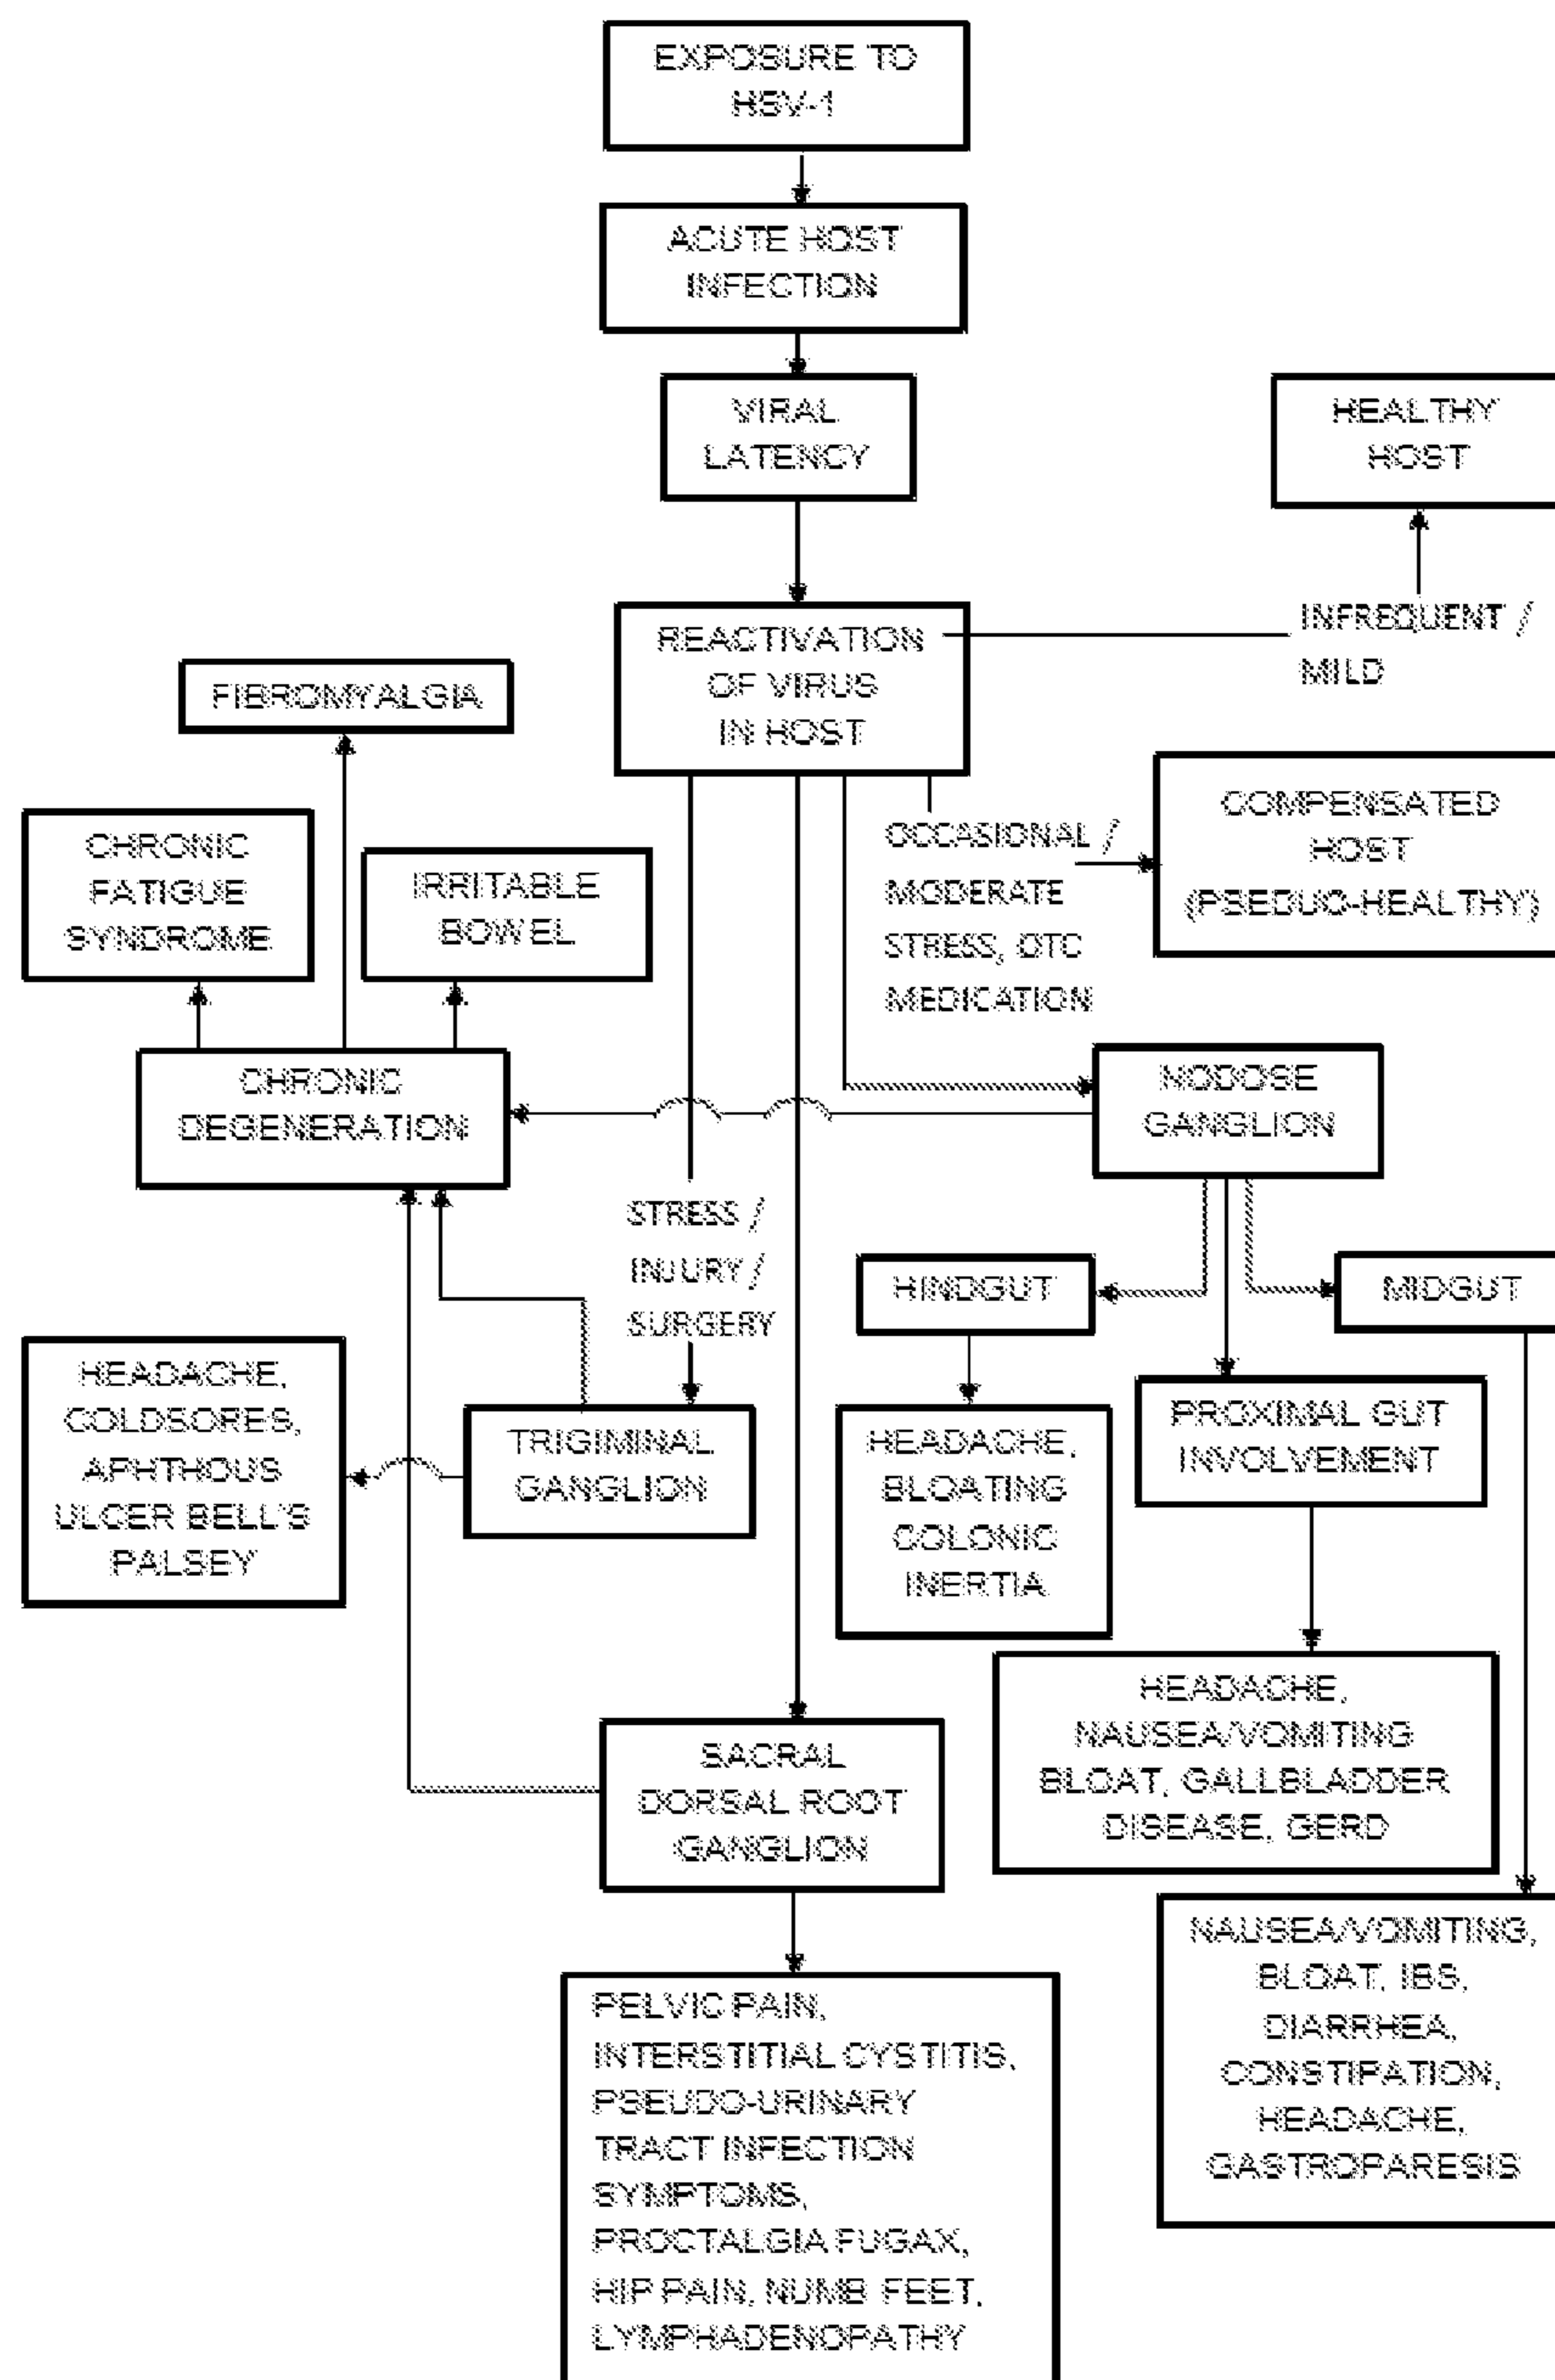 EXPOSURE TO
HSV-1
ACUTE HOST
INFECTION
VIRAL
LATENCY
HEALTHY
HOST
REACTIVATION
OF VIRUS
IN HOST
INFREQUENT /
MILD
FIBROMYALGIA
CHRONIC
FATIGUE
SYNDROME
IRRITABLE
BOWEL
OCCASIONAL /
MODERATE
STRESS, OTC
MEDICATION
COMPENSATED
HOST
(PSEDUO-HEALTHY)
CHRONIC
DEGENERATION
NODOSE
GANGLION
STRESS /
INJURY /
SURGERY
HINDGUT
MIDGUT
HEADACHE,
COLDSORES,
APHTHOUS
ULCER BELL'S
PALSEY
TRIGIMINAL
GANGLION
HEADACHE,
BLOATING
COLONIC
INERTIA
PROXIMAL GUT
INVOLVEMENT
HEADACHE,
NAUSEA/VOMITING
BLOAT, GALLBLADDER
DISEASE, GERD
SACRAL
DORSAL ROOT
GANGLION
NAUSEA/VOMITING,
BLOAT, IBS,
DIARRHEA,
CONSTIPATION,
HEADACHE,
GASTROPARESIS
PELVIC PAIN,
INTERSTITIAL CYSTITIS,
PSEUDO-URINARY
TRACT INFECTION
SYMPTOMS,
PROCTALGIA FUGAX,
HIP PAIN, NUMB FEET,
LYMPHADENOPATHY